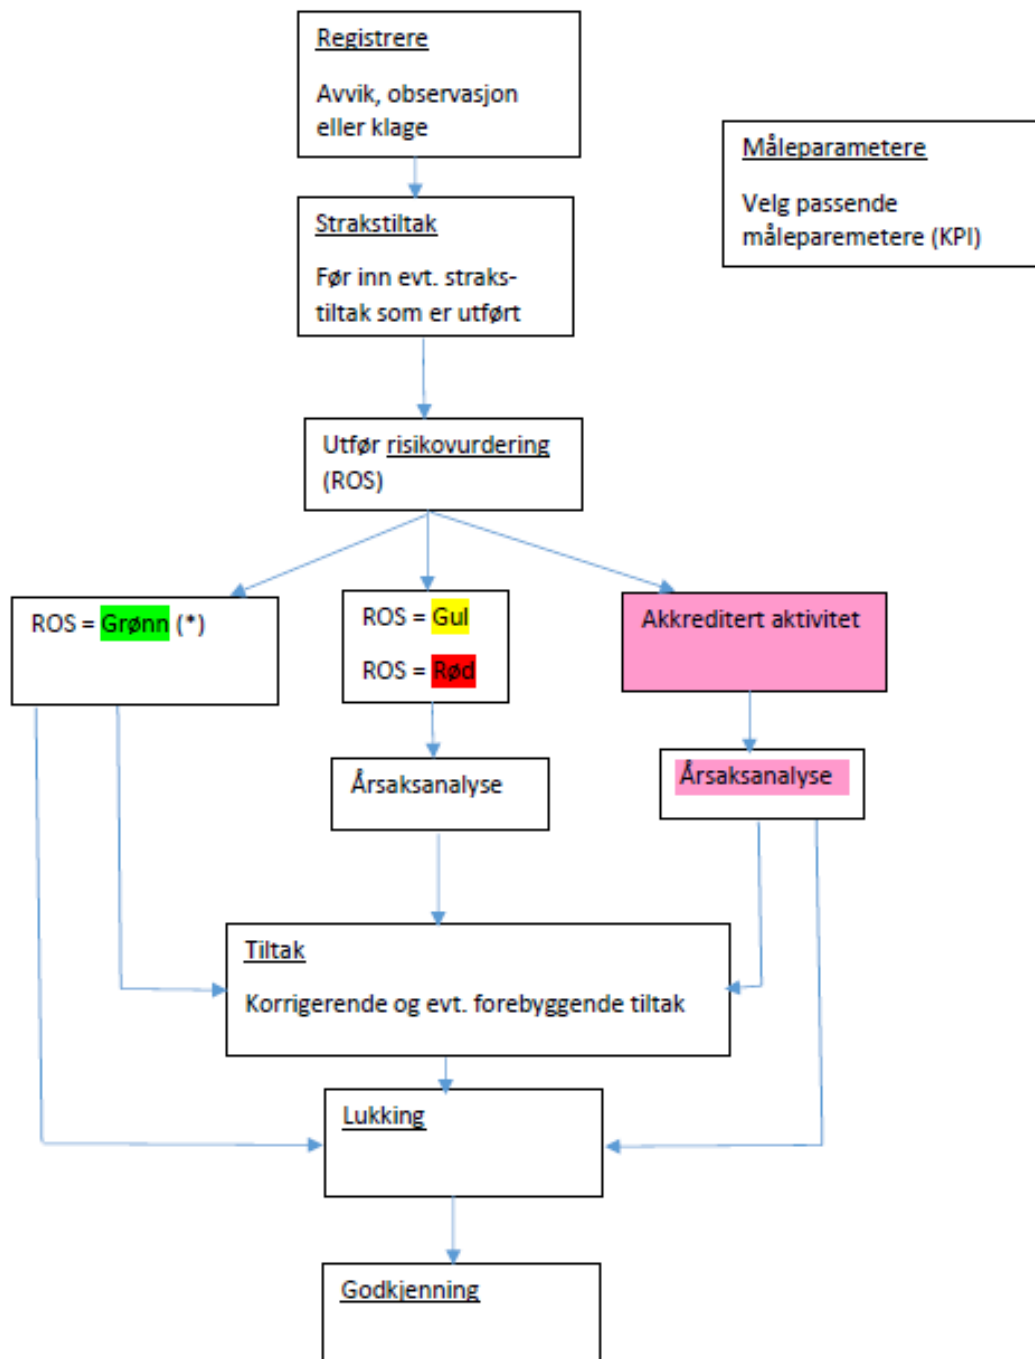 Registrere
Avvik, observasjon
eller klage
Måleparametere
Velg passende
måleparemetere (KPI)
Strakstiltak
Før inn evt. straks-
tiltak som er utført
Utfør risikovurdering
(ROS)
ROS = Grønn (*)
ROS = Gul
ROS = Rød
Akkreditert aktivitet
Årsaksanalyse
Årsaksanalyse
Tiltak
Korrigerende og evt. forebyggende tiltak
Lukking
Godkjenning